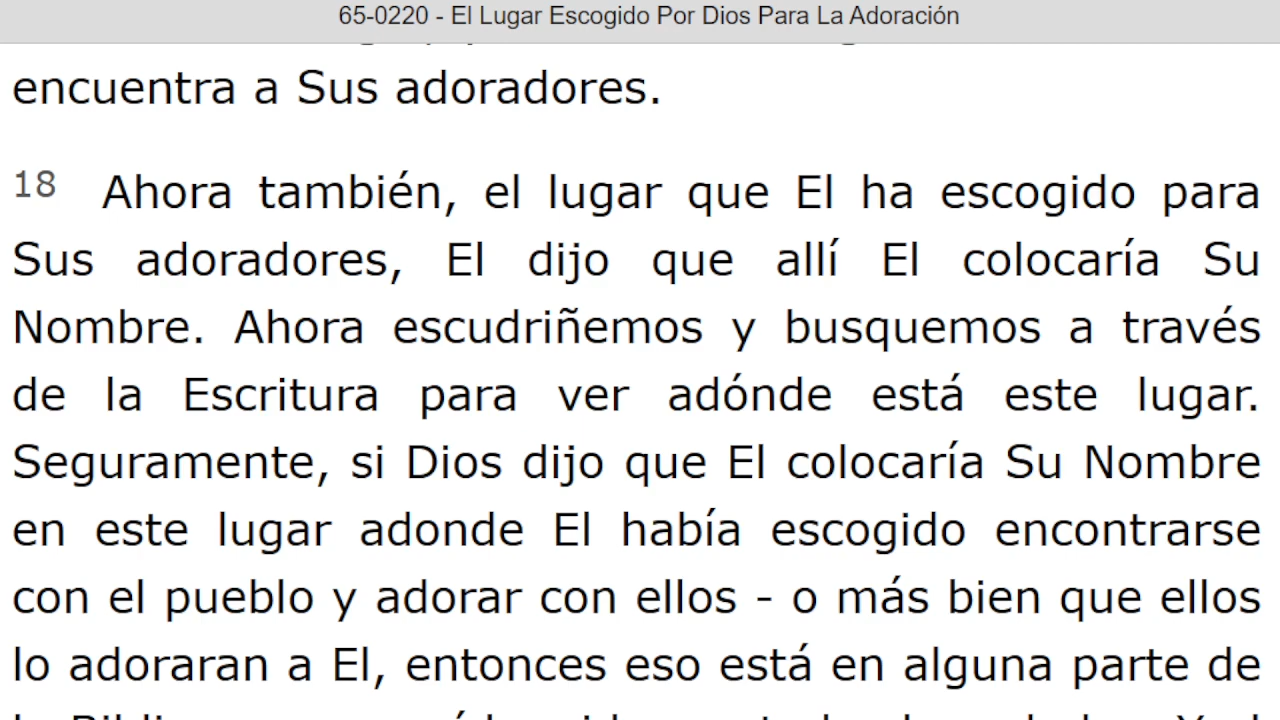 65-0220 - El Lugar Escogido Por Dios Para La Adoración
encuentra a Sus adoradores.
18 Ahora también, el lugar que El ha escogido para
Sus adoradores, El dijo que allí El colocaría Su
Nombre. Ahora escudriñemos y busquemos a través
de la Escritura para ver adónde está este lugar.
Seguramente, si Dios dijo que El colocaría Su Nombre
en este lugar adonde El había escogido encontrarse
con el pueblo y adorar con ellos - o más bien que ellos
lo adoraran a El, entonces eso está en alguna parte de